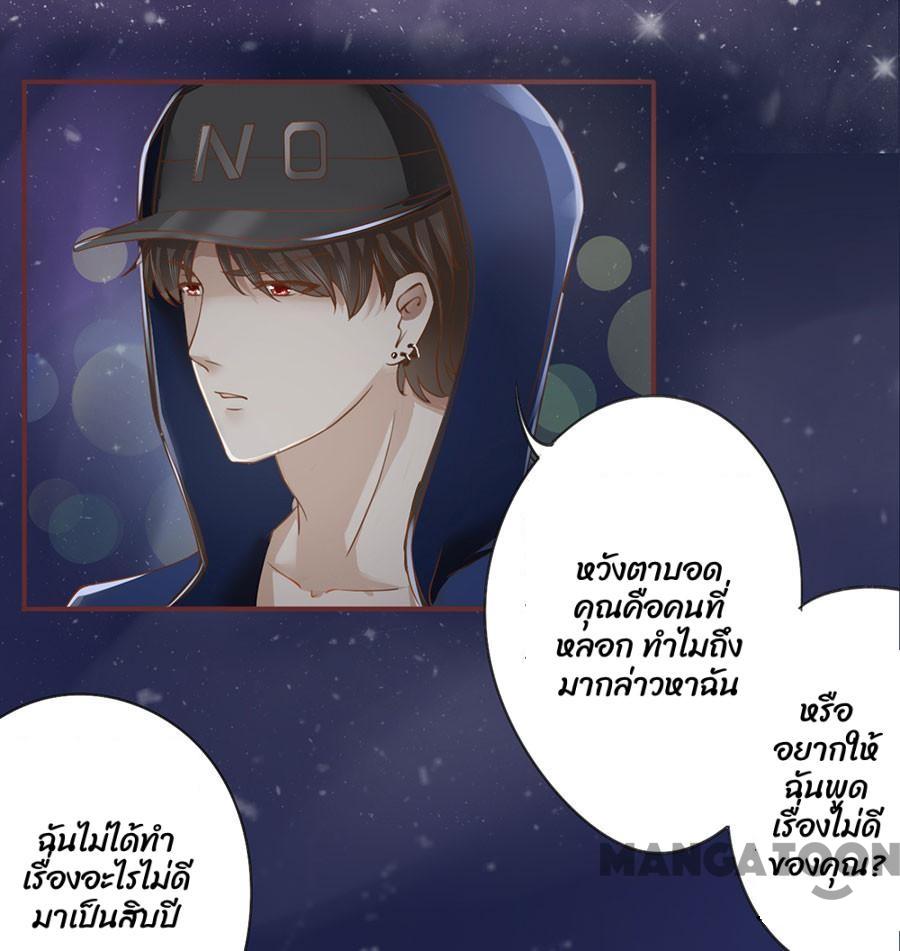 NO
หวังตาบอด
คุณคือคนที่
หลอก ทำไมถึง
มากล่าวหาฉัน
หรือ
อยากให้
ฉันพูด
เรื่องไม่ดี
ของคุณ?
ฉันไม่ได้ทำ
เรื่องอะไรไม่ดี
มาเป็นสิบปี
MANGATOON